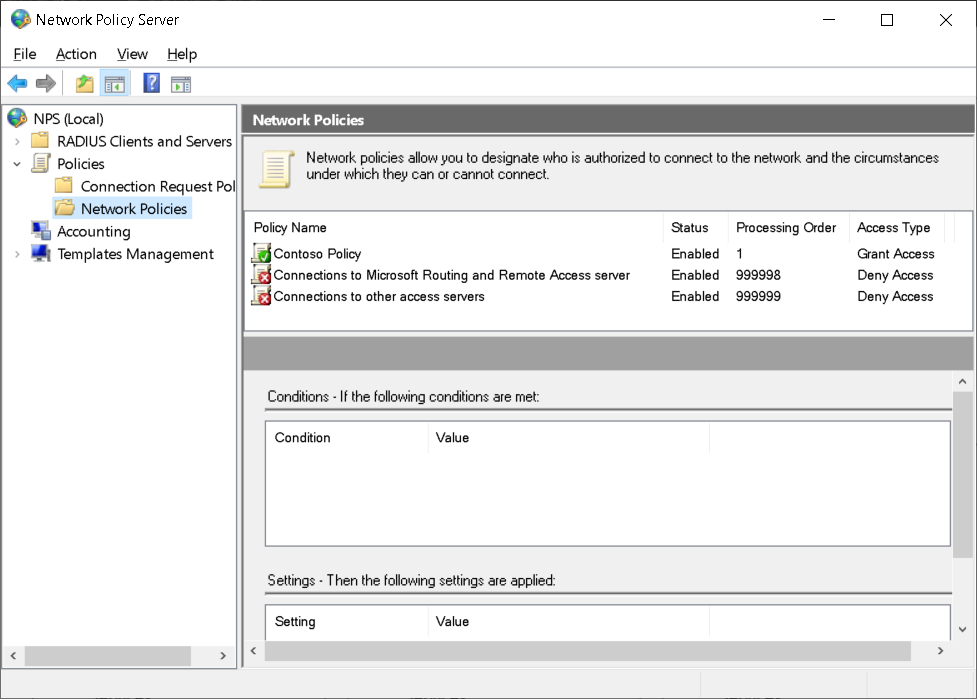 Network Policy Server
File Action View Help
NPS (Local)
RADIUS Clients and Servers
Policies
Connection Request Pol
Network Policies
Accounting
Templates Management
Network Policies
Network policies allow you to designate who is authorized to connect to the network and the circumstances
under which they can or cannot connect.
Policy Name Status Processing Order Access Type
Contoso Policy Enabled 1 Grant Access
Connections to Microsoft Routing and Remote Access server Enabled 999998 Deny Access
Connections to other access servers Enabled 999999 Deny Access
Conditions - If the following conditions are met:
Condition Value
Settings - Then the following settings are applied:
Setting Value